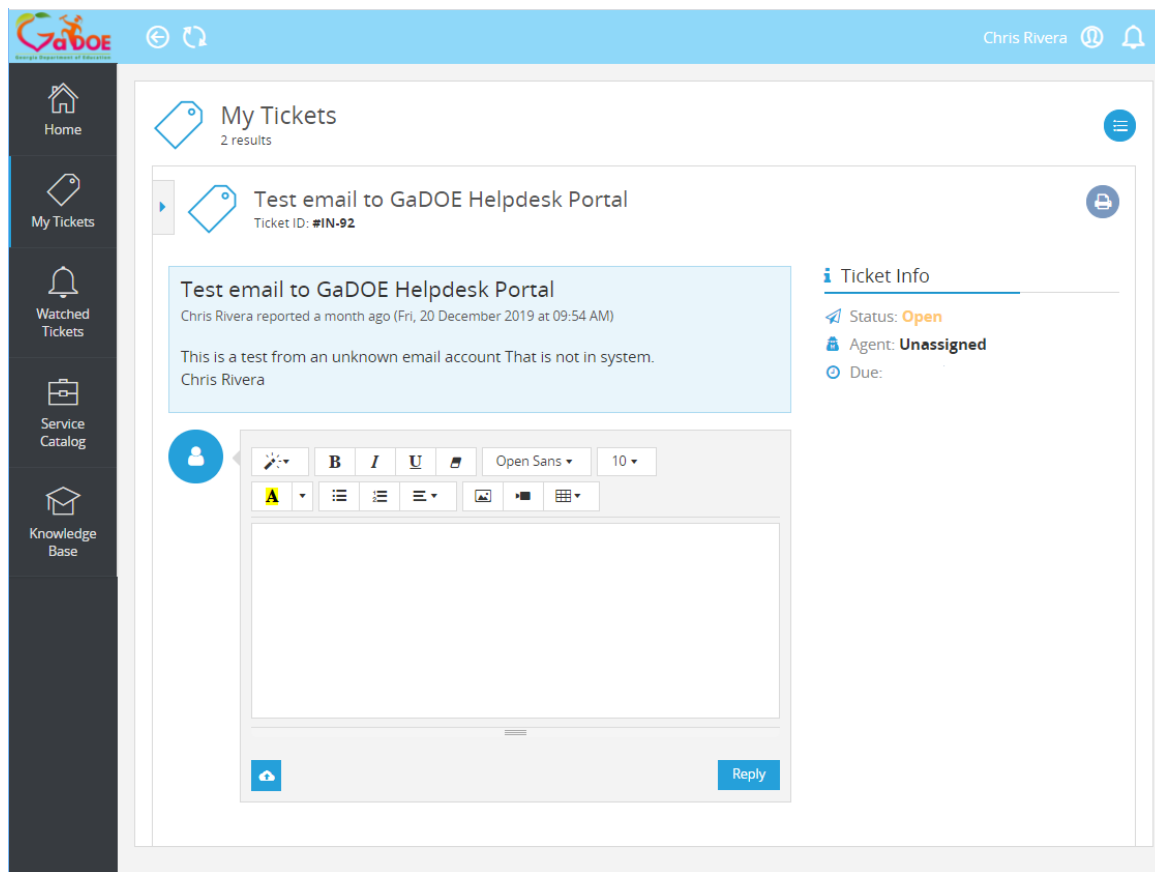 GaDOE
Georgia Department of Education
Chris Rivera
Home
My Tickets
Watched
Tickets
Service
Catalog
Knowledge
Base
My Tickets
2 results
Test email to GaDOE Helpdesk Portal
Ticket ID: #IN-92
Test email to GaDOE Helpdesk Portal
Chris Rivera reported a month ago (Fri, 20 December 2019 at 09:54 AM)
This is a test from an unknown email account That is not in system.
Chris Rivera
Ticket Info
Status: Open
Agent: Unassigned
Due:
B I U Open Sans 10
A
Reply